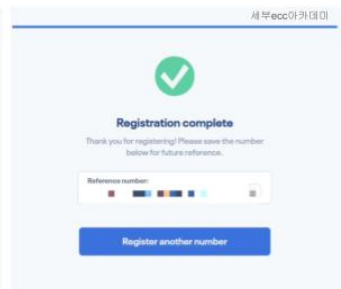 세부ecc아카데미
Registration complete
Thank you for registering! Please save the number
below for future reference.
Reference number:
Register another number